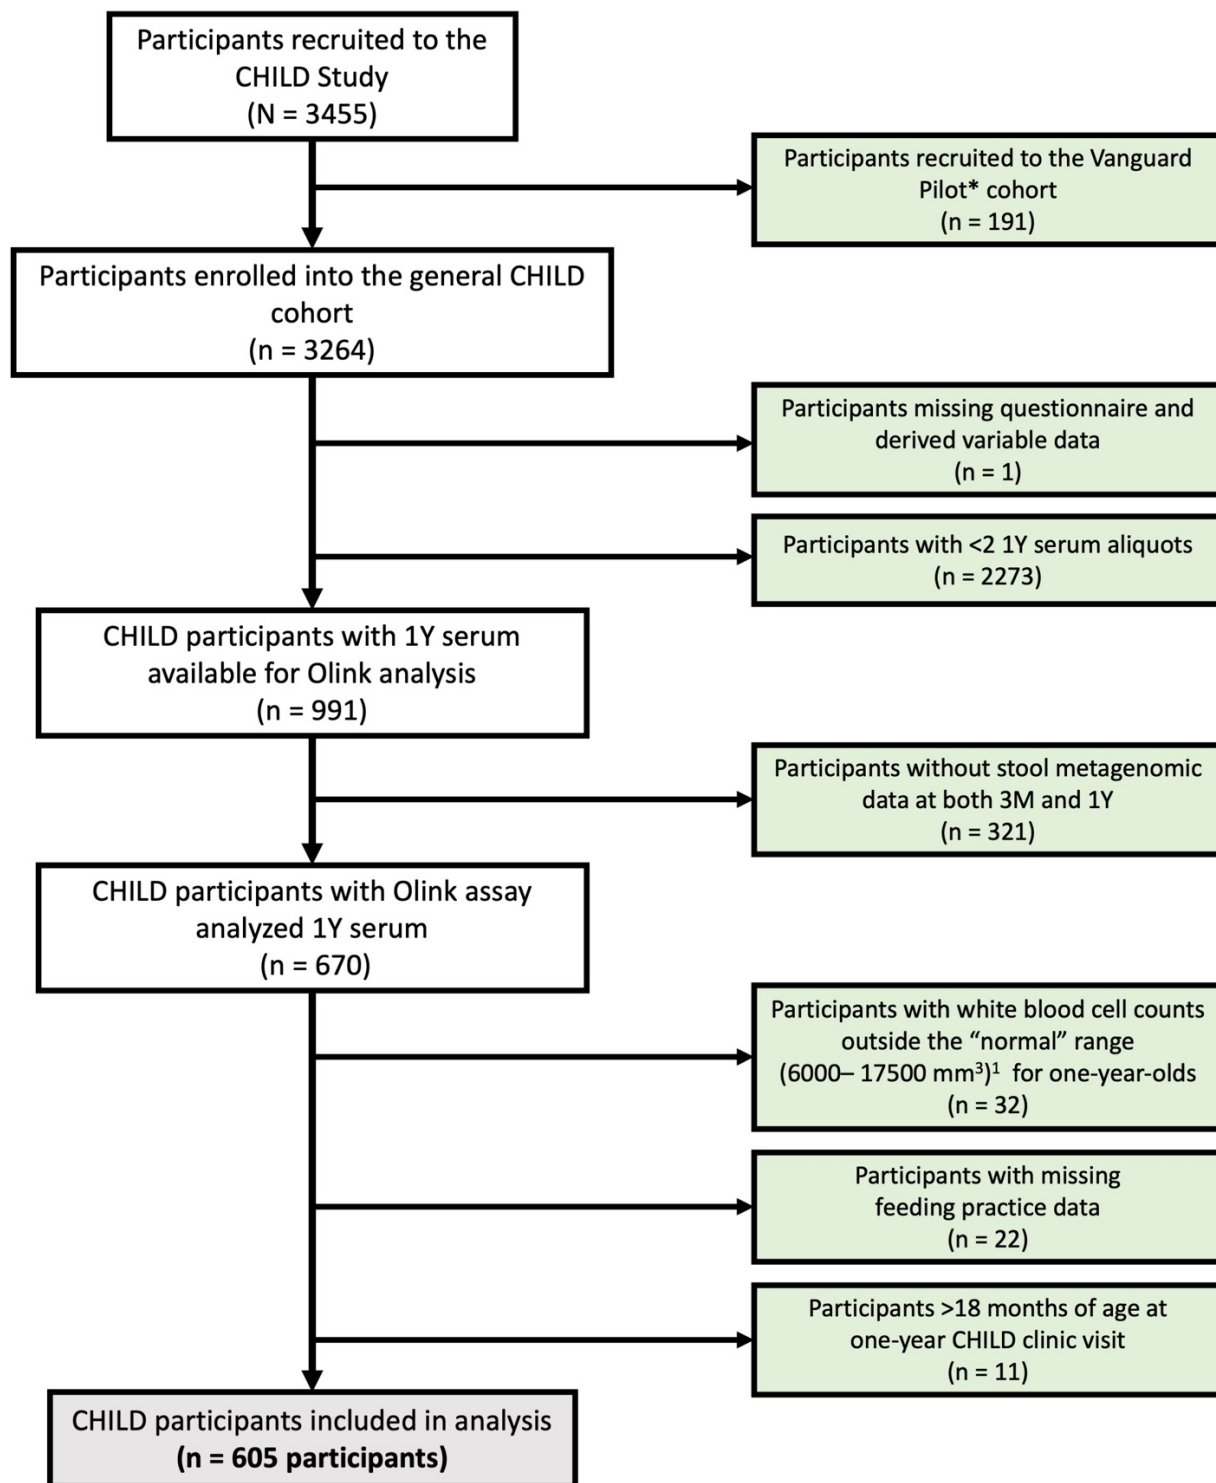 Participants recruited to the
CHILD Study
(N = 3455)
Participants recruited to the Vanguard
Pilot* cohort
(n = 191)
Participants enrolled into the general CHILD
cohort
(n = 3264)
Participants missing questionnaire and
derived variable data
(n = 1)
Participants with <2 1Y serum aliquots
(n = 2273)
CHILD participants with 1Y serum
available for Olink analysis
(n = 991)
Participants without stool metagenomic
data at both 3M and 1Y
(n = 321)
CHILD participants with Olink assay
analyzed 1Y serum
(n = 670)
Participants with white blood cell counts
outside the “normal” range
(6000– 17500 mm³)¹ for one-year-olds
(n = 32)
Participants with missing
feeding practice data
(n = 22)
Participants >18 months of age at
one-year CHILD clinic visit
(n = 11)
CHILD participants included in analysis
(n = 605 participants)